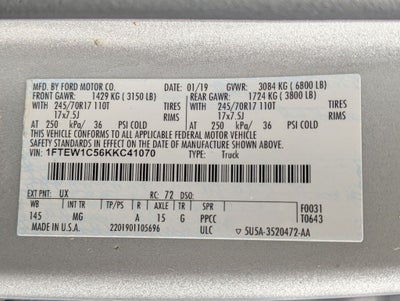 MFD. BY FORD MOTOR CO. 01/19 GVWR: 3084 KG ( 6800 LB)
FRONT GAWR: 1429 KG ( 3150 LB) REAR GAWR: 1724 KG ( 3800 LB)
WITH 245/70R17 110T TIRES WITH 245/70R17 110T TIRES
17x7.5J RIMS 17x7.5J RIMS
AT 250 kPa/ 36 PSI COLD AT 250 kPa/ 36 PSI COLD
THIS VEHICLE CONFORMS TO ALL APPLICABLE FEDERAL MOTOR VEHICLE
SAFETY STANDARDS IN EFFECT ON THE DATE OF MANUFACTURE SHOWN ABOVE.
VIN: 1FTEW1C56KKC41070 TYPE: Truck
EXT PNT: UX RC: 72 DSO:
WB INT TR TP/PS R AXLE TR SPR F0031
145 MG A 15 G PPCC T0643
MADE IN U.S.A. 2201901105696 ULC 5U5A-3520472-AA